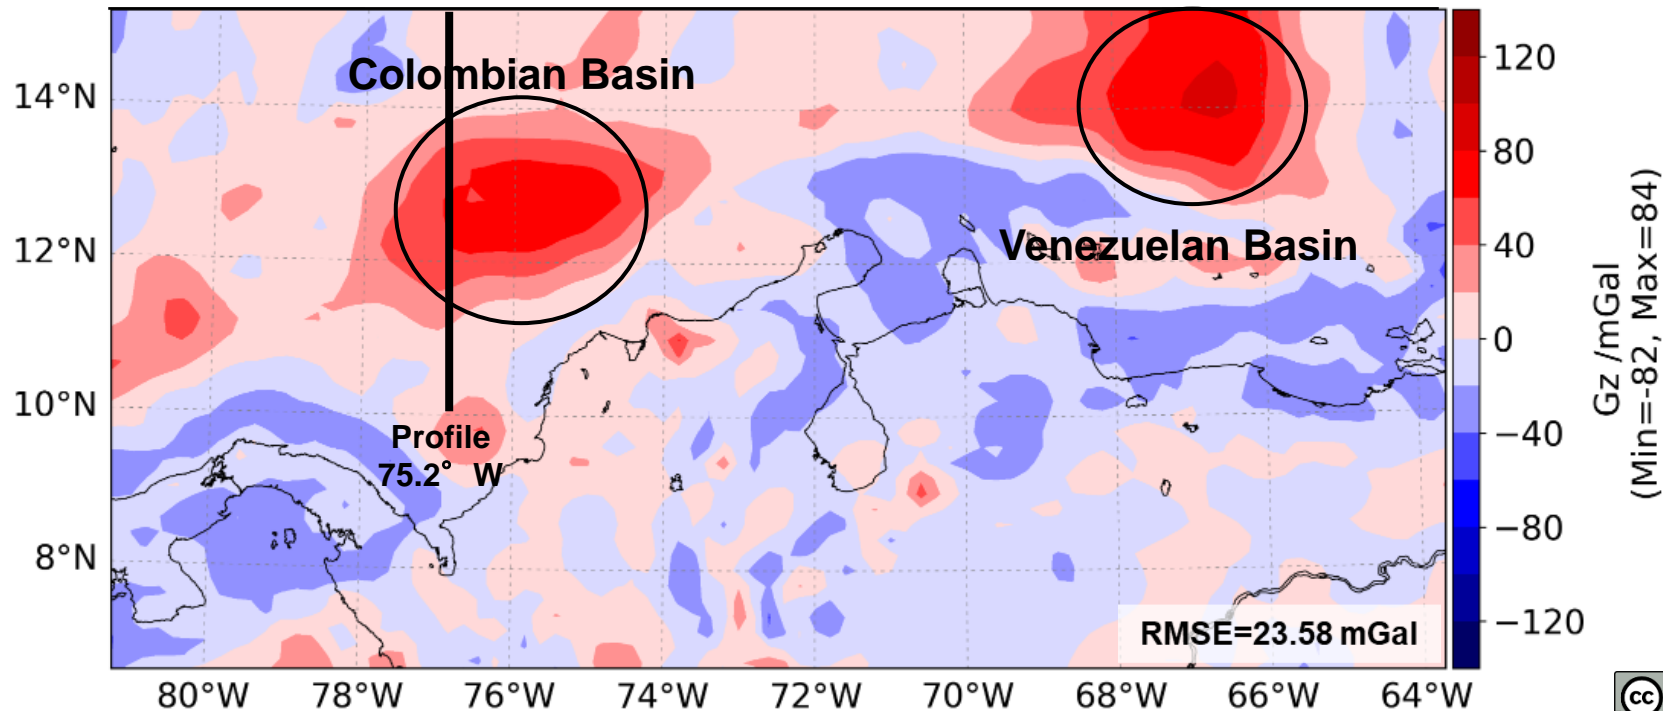 Colombian Basin
Venezuelan Basin
Profile
75.2° W
RMSE=23.58 mGal
14°N
12°N
10°N
8°N
80°W
78°W
76°W
74°W
72°W
70°W
68°W
66°W
64°W
120
80
40
0
−40
−80
−120
Gz /mGal
(Min=-82, Max=84)
cc